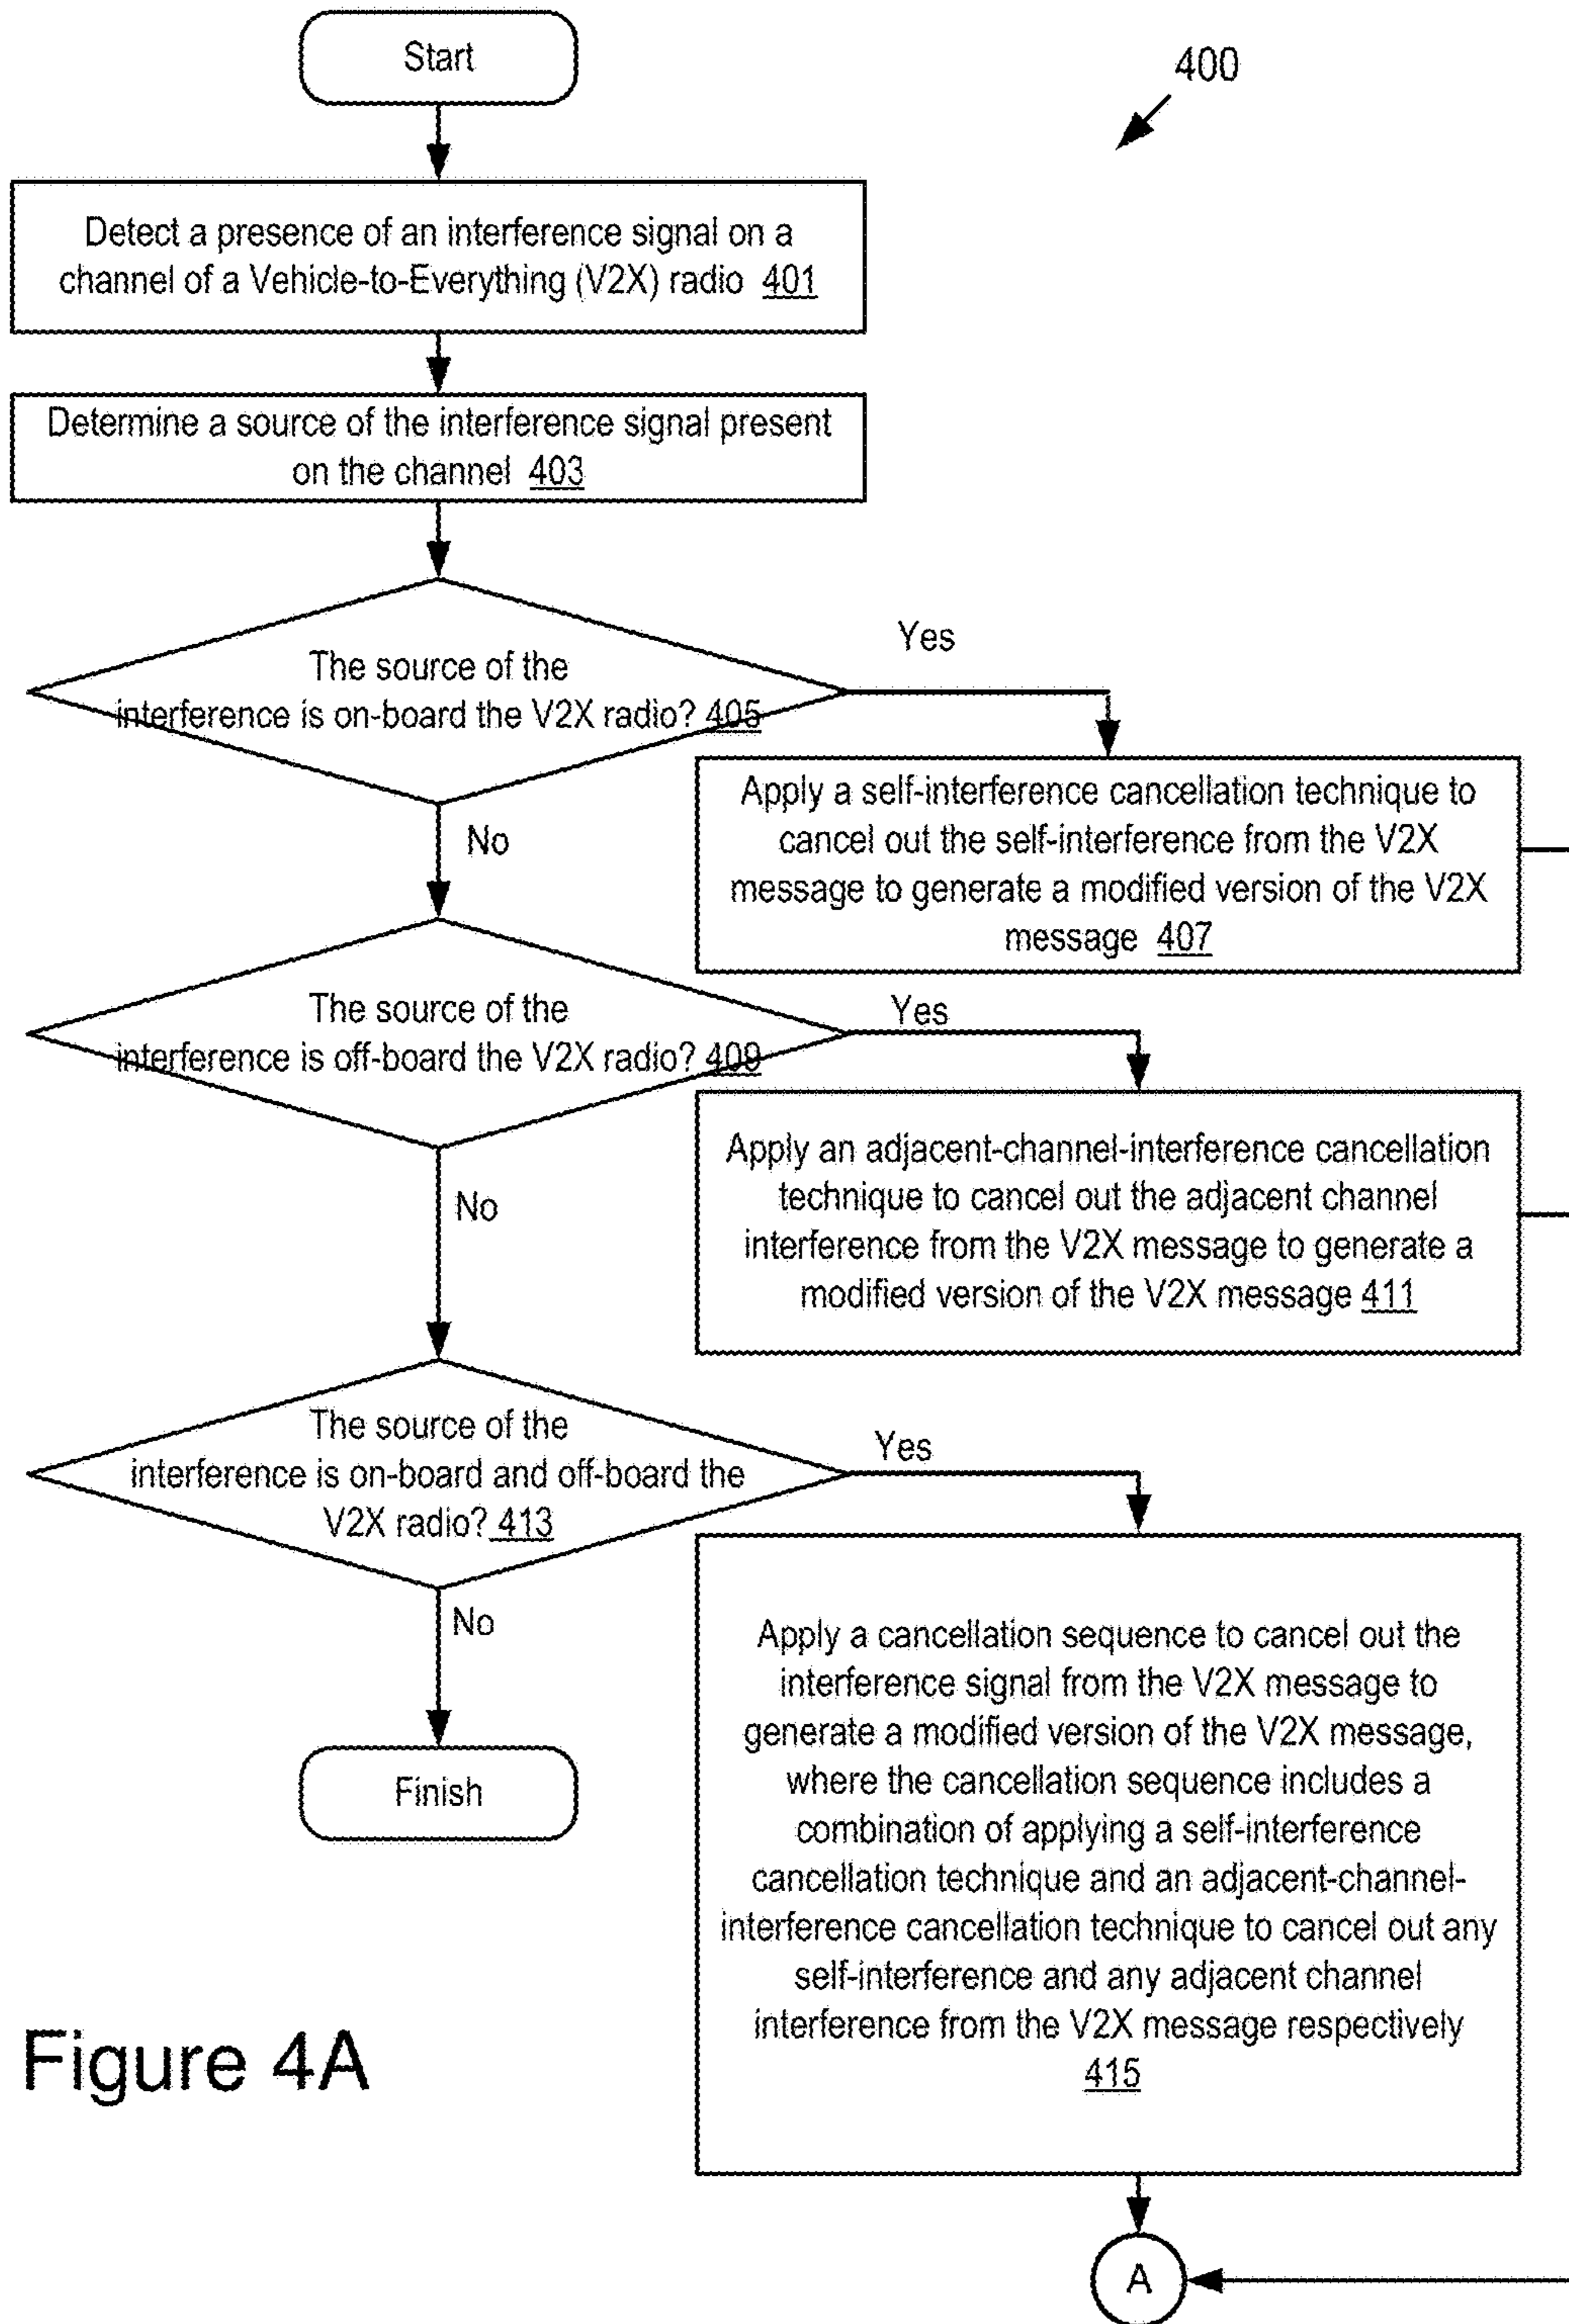 Start
400
Detect a presence of an interference signal on a
channel of a Vehicle-to-Everything (V2X) radio 401
Determine a source of the interference signal present
on the channel 403
The source of the
interference is on-board the V2X radio? 405
Yes
No
Apply a self-interference cancellation technique to
cancel out the self-interference from the V2X
message to generate a modified version of the V2X
message 407
The source of the
interference is off-board the V2X radio? 409
Yes
No
Apply an adjacent-channel-interference cancellation
technique to cancel out the adjacent channel
interference from the V2X message to generate a
modified version of the V2X message 411
The source of the
interference is on-board and off-board the
V2X radio? 413
Yes
No
Apply a cancellation sequence to cancel out the
interference signal from the V2X message to
generate a modified version of the V2X message,
where the cancellation sequence includes a
combination of applying a self-interference
cancellation technique and an adjacent-channel-
interference cancellation technique to cancel out any
self-interference and any adjacent channel
interference from the V2X message respectively
415
Finish
Figure 4A
A